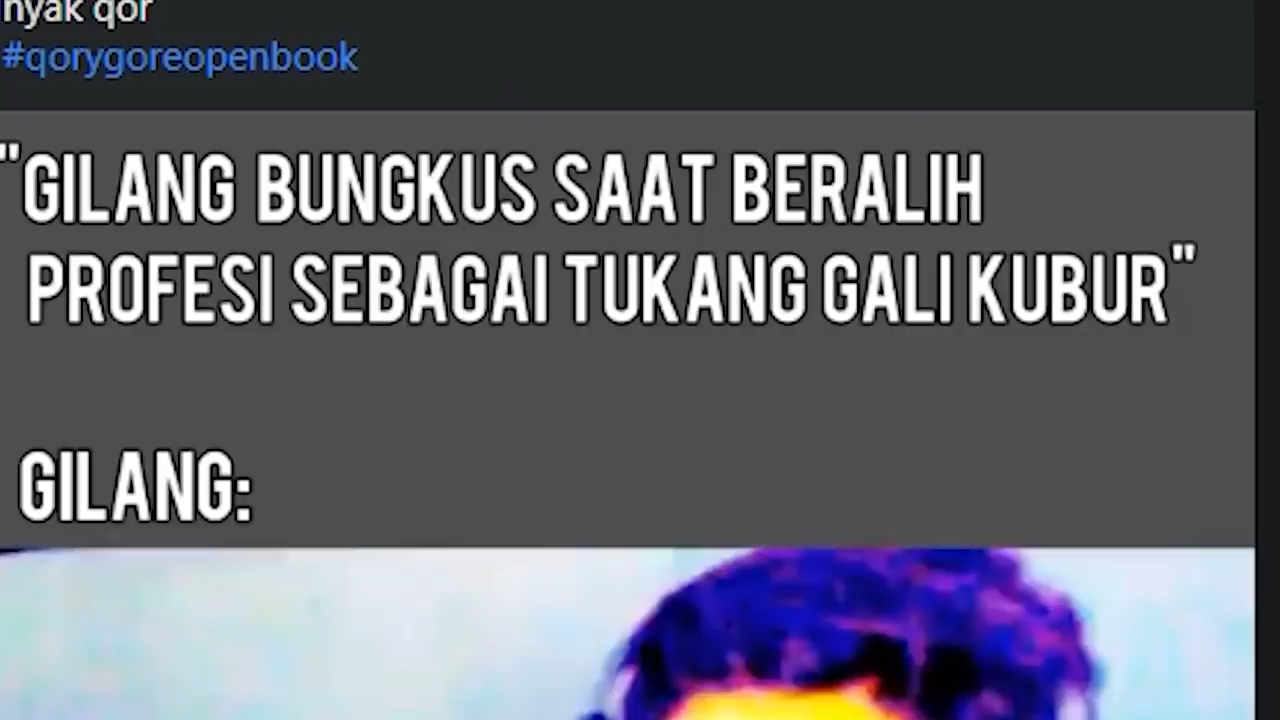 nyak qor
#qorygoreopenbook
"GILANG BUNGKUS SAAT BERALIH
PROFESI SEBAGAI TUKANG GALI KUBUR"
GILANG: